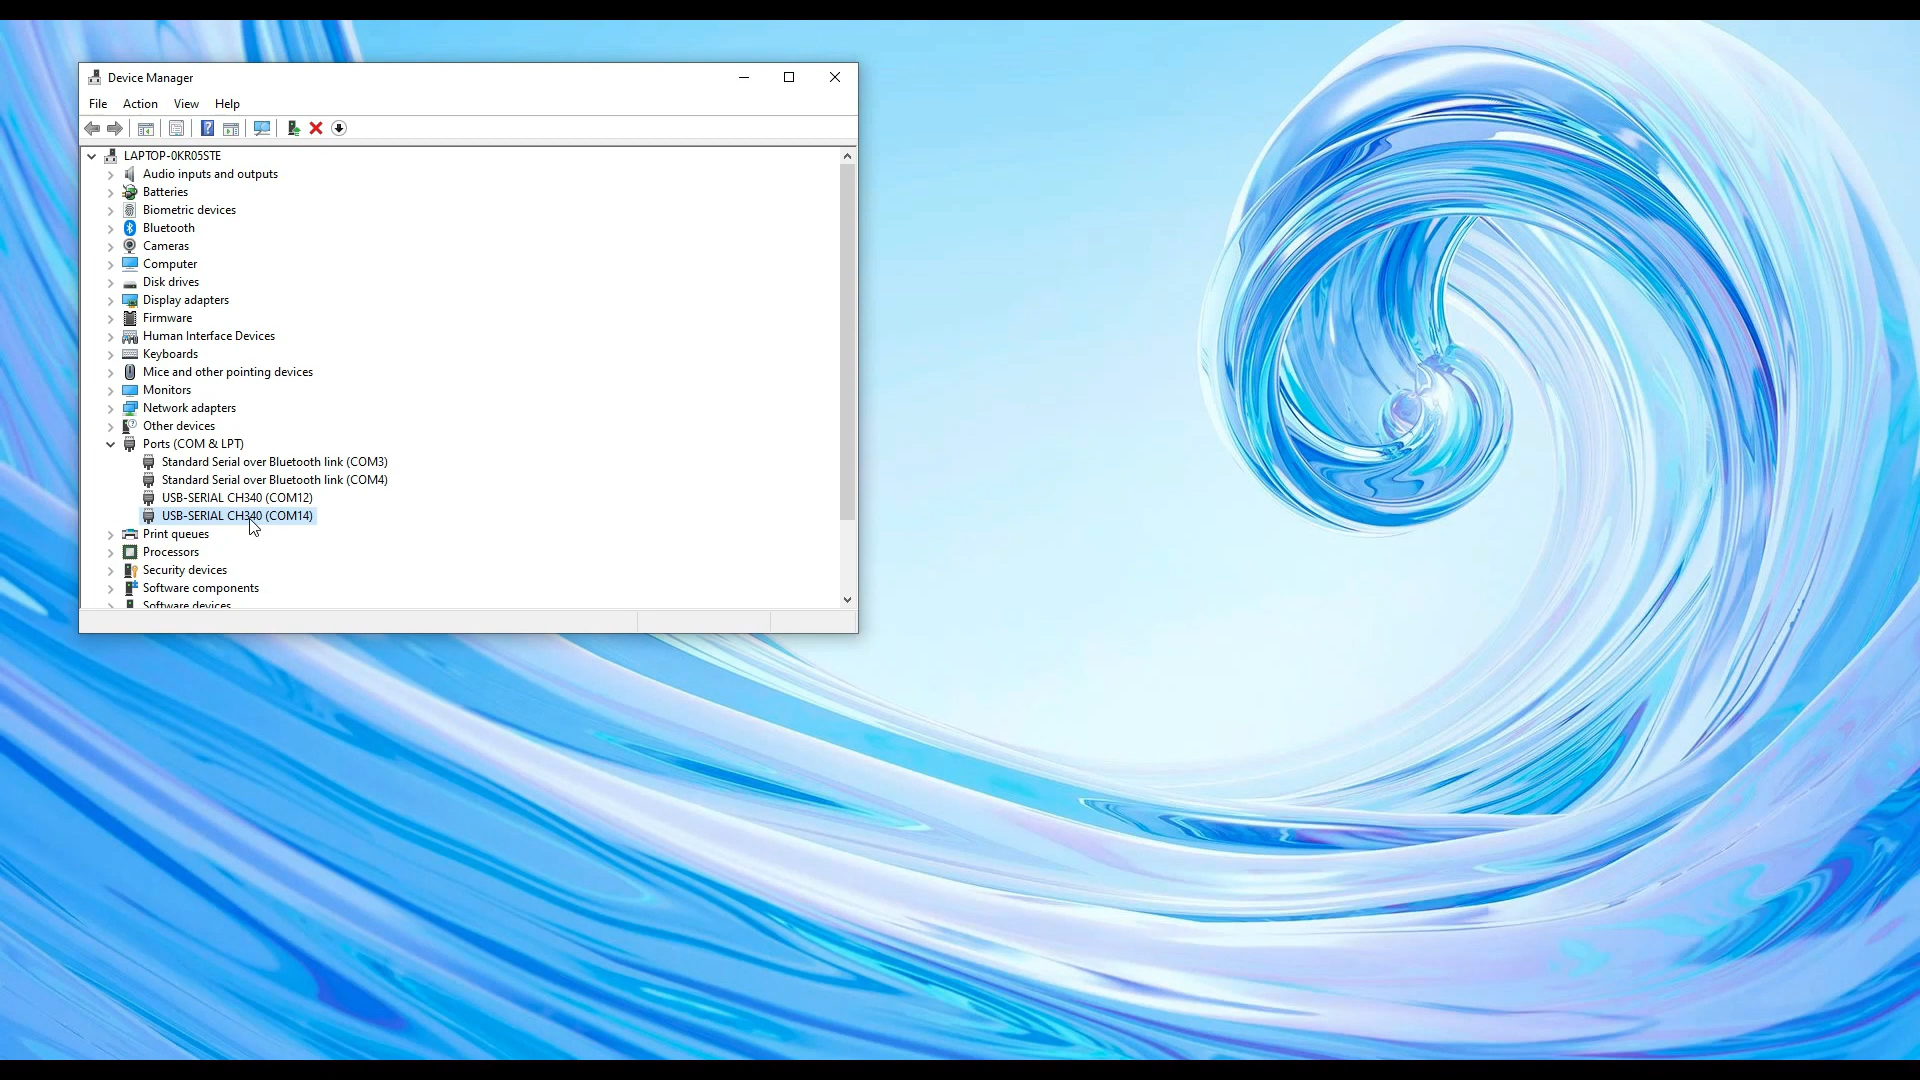 Device Manager
File Action View Help
LAPTOP-0KR05STE
Audio inputs and outputs
Batteries
Biometric devices
Bluetooth
Cameras
Computer
Disk drives
Display adapters
Firmware
Human Interface Devices
Keyboards
Mice and other pointing devices
Monitors
Network adapters
Other devices
Ports (COM & LPT)
Standard Serial over Bluetooth link (COM3)
Standard Serial over Bluetooth link (COM4)
USB-SERIAL CH340 (COM12)
USB-SERIAL CH340 (COM14)
Print queues
Processors
Security devices
Software components
Software devices